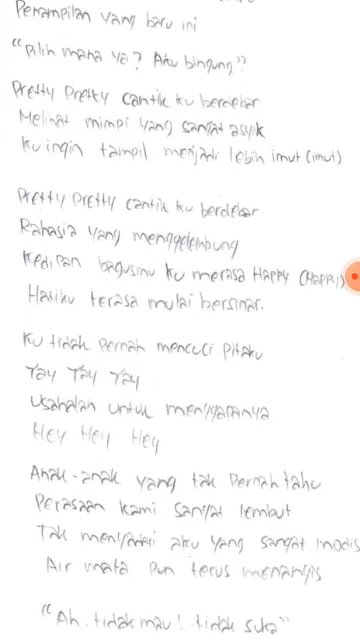 Penampilan yang baru ini
"Pilih mana ya? Aku bingung"
Pretty Pretty cantik ku berdebar
Melihat mimpi yang sangat asyik
Ku ingin tampil menjadi lebih imut (imut)
Pretty Pretty cantik ku berdebar
Rahasia yang menggelembung
Kedipan bagusmu ku merasa HAPPY (HAPPY)
Hatiku terasa mulai bersinar.
Ku tidak pernah mencuci pitaku
Yay Yay Yay
Usahalan untuk menyapanya
Hey Hey Hey
Anak-anak yang tak pernah tahu
Perasaan kami sangat lembut
Tak menyadari aku yang sangat modis
Air mata pun terus menangis
"Ah. tidak mau! tidak suka"